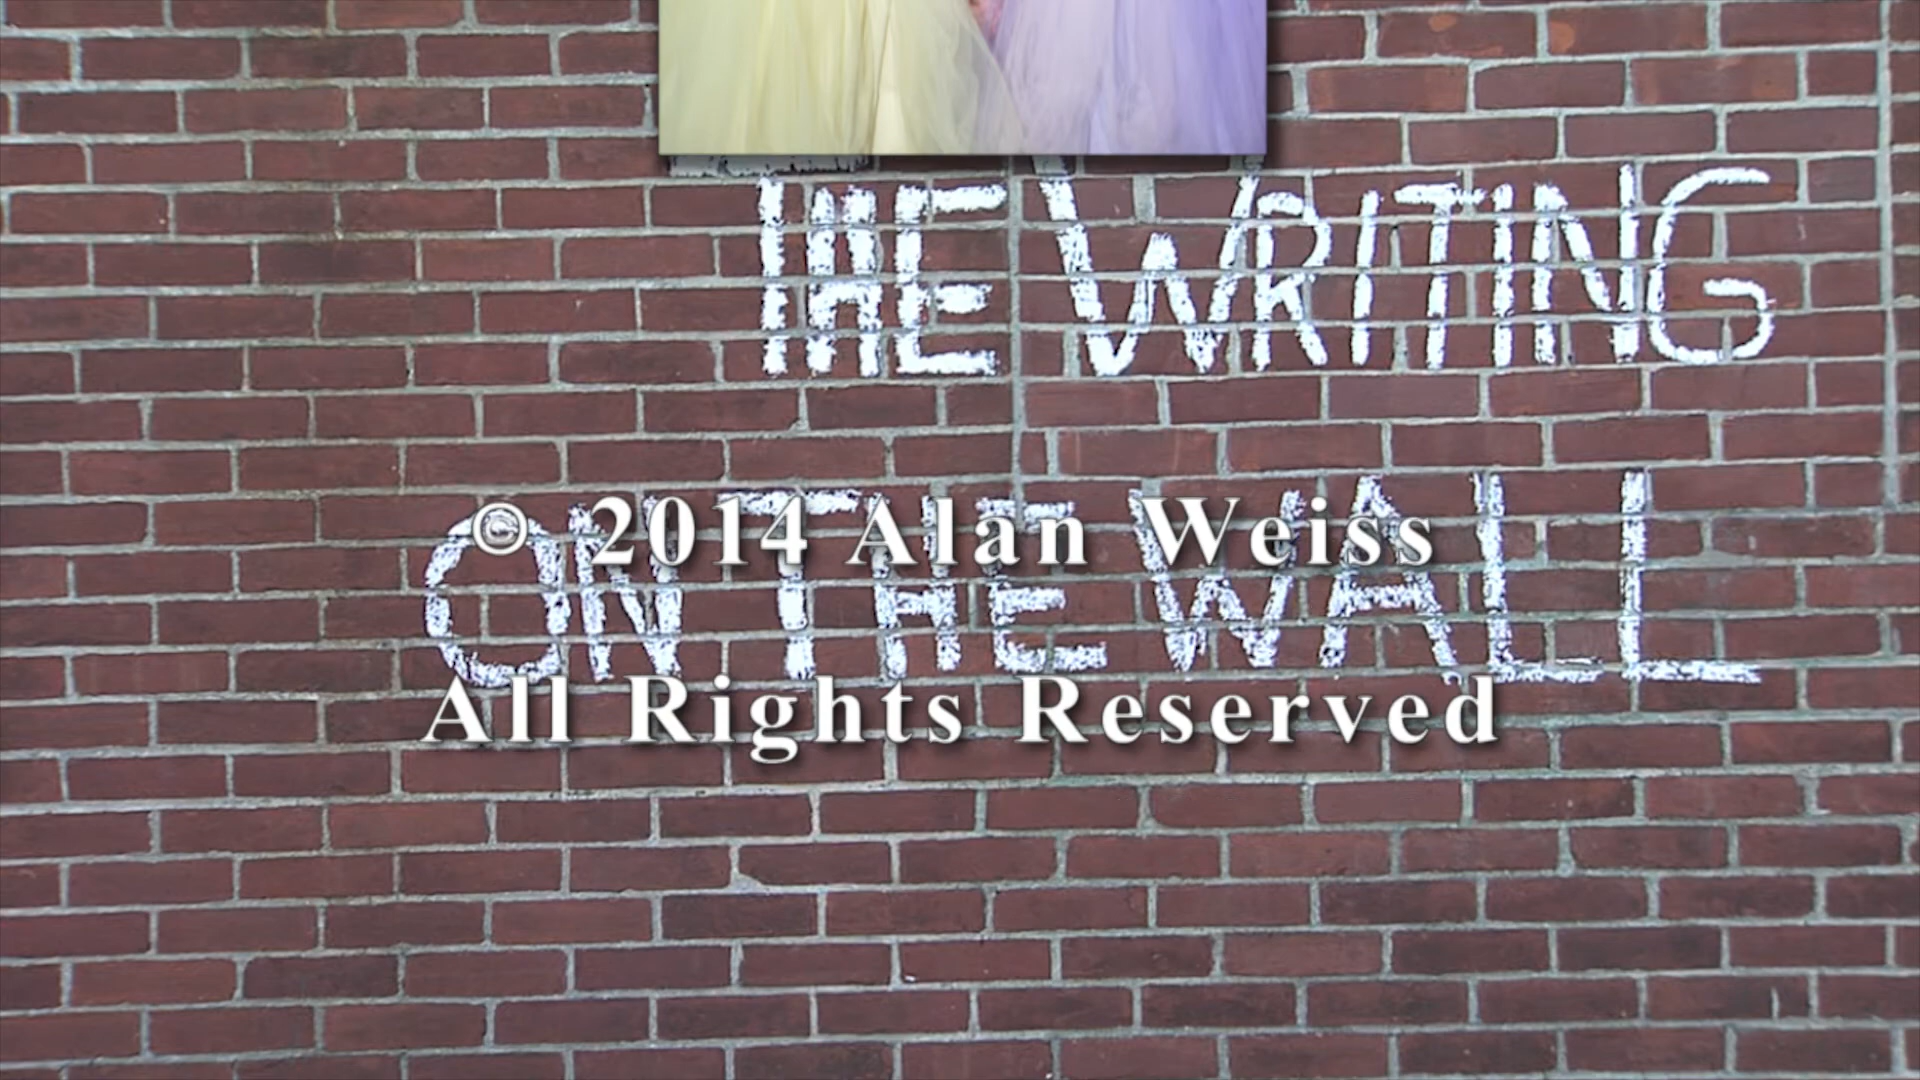 THE WRITING
ON THE WALL
© 2014 Alan Weiss
All Rights Reserved